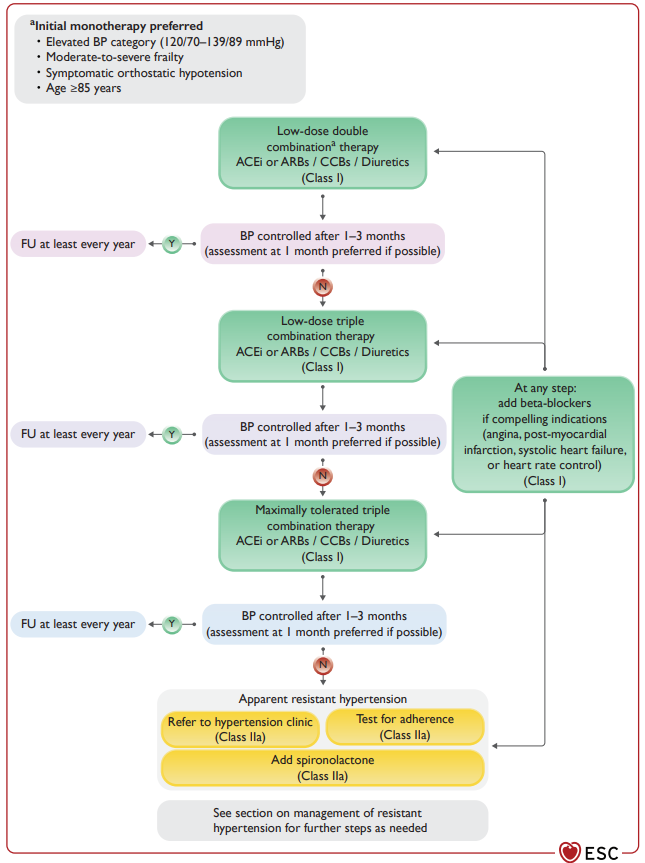 ᵃInitial monotherapy preferred
• Elevated BP category (120/70–139/89 mmHg)
• Moderate-to-severe frailty
• Symptomatic orthostatic hypotension
• Age ≥85 years
Low-dose double
combinationᵃ therapy
ACEi or ARBs / CCBs / Diuretics
(Class I)
FU at least every year
Y
BP controlled after 1–3 months
(assessment at 1 month preferred if possible)
N
Low-dose triple
combination therapy
ACEi or ARBs / CCBs / Diuretics
(Class I)
At any step:
add beta-blockers
if compelling indications
(angina, post-myocardial
infarction, systolic heart failure,
or heart rate control)
(Class I)
FU at least every year
Y
BP controlled after 1–3 months
(assessment at 1 month preferred if possible)
N
Maximally tolerated triple
combination therapy
ACEi or ARBs / CCBs / Diuretics
(Class I)
FU at least every year
Y
BP controlled after 1–3 months
(assessment at 1 month preferred if possible)
N
Apparent resistant hypertension
Refer to hypertension clinic
(Class IIa)
Test for adherence
(Class IIa)
Add spironolactone
(Class IIa)
See section on management of resistant
hypertension for further steps as needed
ESC